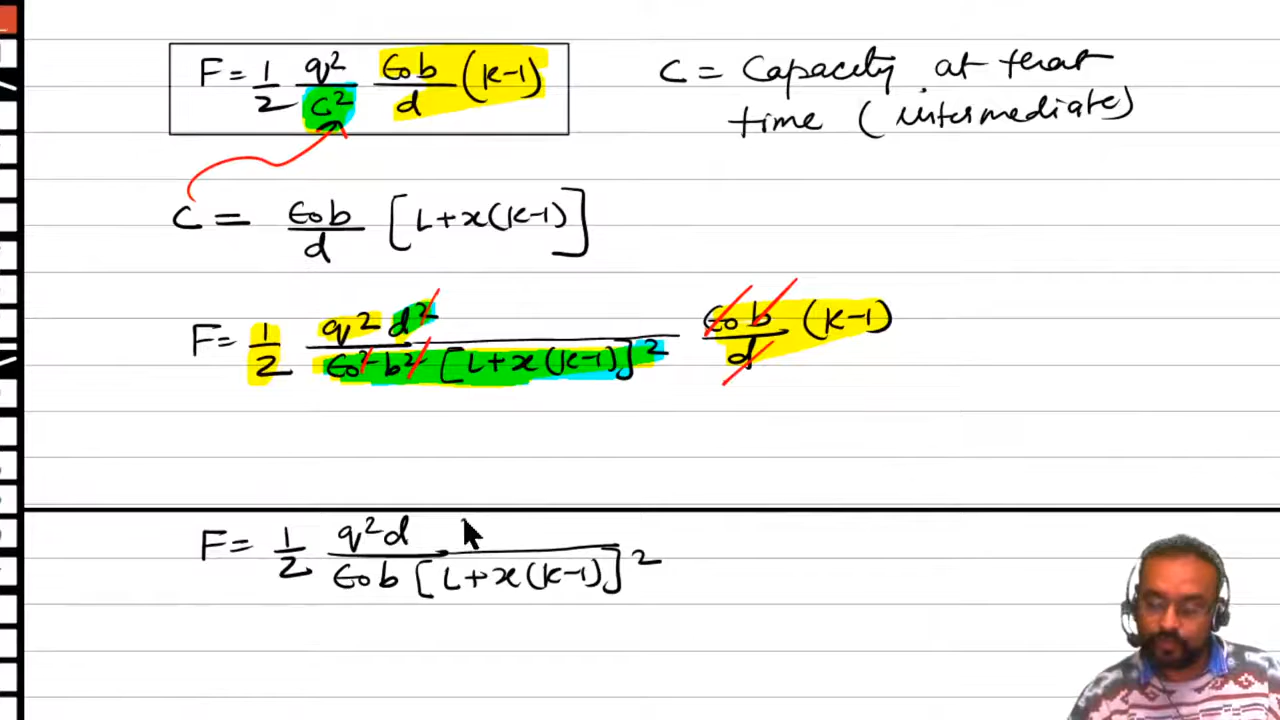 F = 1/2 q²/C² ε₀b/d (k-1)
C = Capacity at that
time (intermediate)
C = ε₀b/d [L+x(k-1)]
F = 1/2 q²d²/ε₀²b²[L+x(k-1)]² ε₀b/d (k-1)
F = 1/2 q²d/ε₀b[L+x(k-1)]²